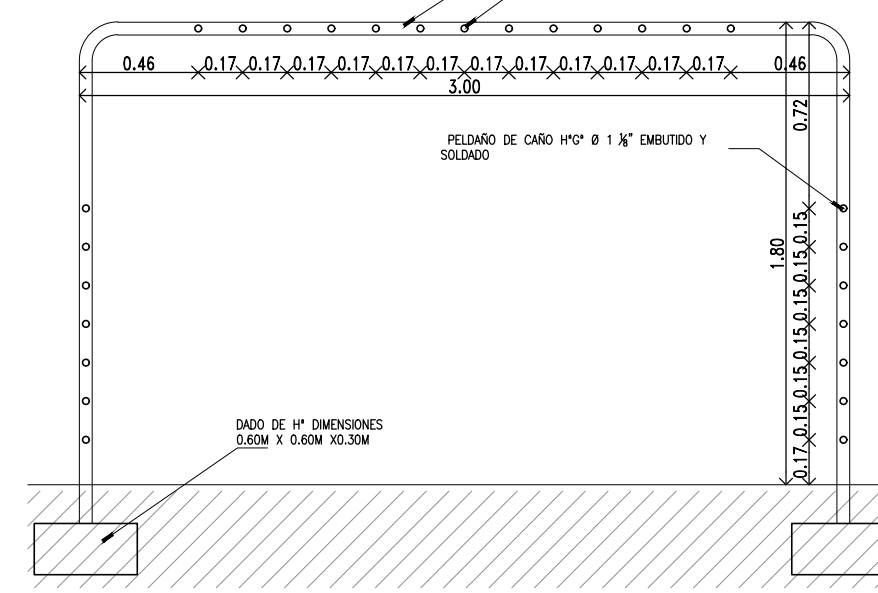 0.46 0.17 0.17 0.17 0.17 0.17 0.17 0.17 0.17 0.17 0.17 0.17 0.17 0.46
3.00
0.72
PELDAÑO DE CAÑO H°G° Ø 1 ⅛" EMBUTIDO Y
SOLDADO
1.80
0.15
0.15
0.15
0.15
0.15
0.15
0.17
DADO DE H° DIMENSIONES
0.60M X 0.60M X0.30M